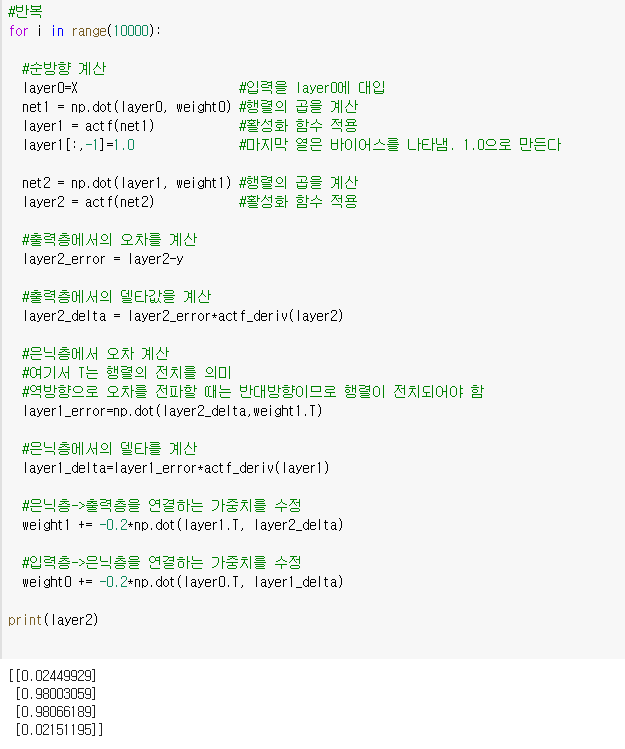 #반복
for i in range(10000):
#순방향 계산
layer0=X #입력을 layer0에 대입
net1 = np.dot(layer0, weight0) #행렬의 곱을 계산
layer1 = actf(net1) #활성화 함수 적용
layer1[:,-1]=1.0 #마지막 열은 바이어스를 나타냄. 1.0으로 만든다
net2 = np.dot(layer1, weight1) #행렬의 곱을 계산
layer2 = actf(net2) #활성화 함수 적용
#출력층에서의 오차를 계산
layer2_error = layer2-y
#출력층에서의 델타값을 계산
layer2_delta = layer2_error*actf_deriv(layer2)
#은닉층에서 오차 계산
#여기서 T는 행렬의 전치를 의미
#역방향으로 오차를 전파할 때는 반대방향이므로 행렬이 전치되어야 함
layer1_error=np.dot(layer2_delta,weight1.T)
#은닉층에서의 델타를 계산
layer1_delta=layer1_error*actf_deriv(layer1)
#은닉층->출력층을 연결하는 가중치를 수정
weight1 += -0.2*np.dot(layer1.T, layer2_delta)
#입력층->은닉층을 연결하는 가중치를 수정
weight0 += -0.2*np.dot(layer0.T, layer1_delta)
print(layer2)
[[0.02449929]
[0.98003059]
[0.98066189]
[0.02151195]]